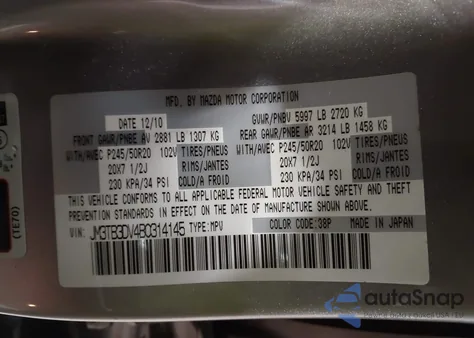 MFD. BY MAZDA MOTOR CORPORATION
DATE 12/10 GVWR/PNBV 5997 LB 2720 KG
FRONT GAWR/PNBE AV 2881 LB 1307 KG REAR GAWR/PNBE AR 3214 LB 1458 KG
WITH/AVEC P245/50R20 102V TIRES/PNEUS WITH/AVEC P245/50R20 102V TIRES/PNEUS
20X7 1/2J RIMS/JANTES 20X7 1/2J RIMS/JANTES
230 KPA/34 PSI COLD/A FROID 230 KPA/34 PSI COLD/A FROID
THIS VEHICLE CONFORMS TO ALL APPLICABLE FEDERAL MOTOR VEHICLE SAFETY AND THEFT
PREVENTION STANDARDS IN EFFECT ON THE DATE OF MANUFACTURE SHOWN ABOVE.
VIN: JM3TB3DV4B0314145 TYPE:MPV COLOR CODE:38P MADE IN JAPAN
(TE70)
autaSnap